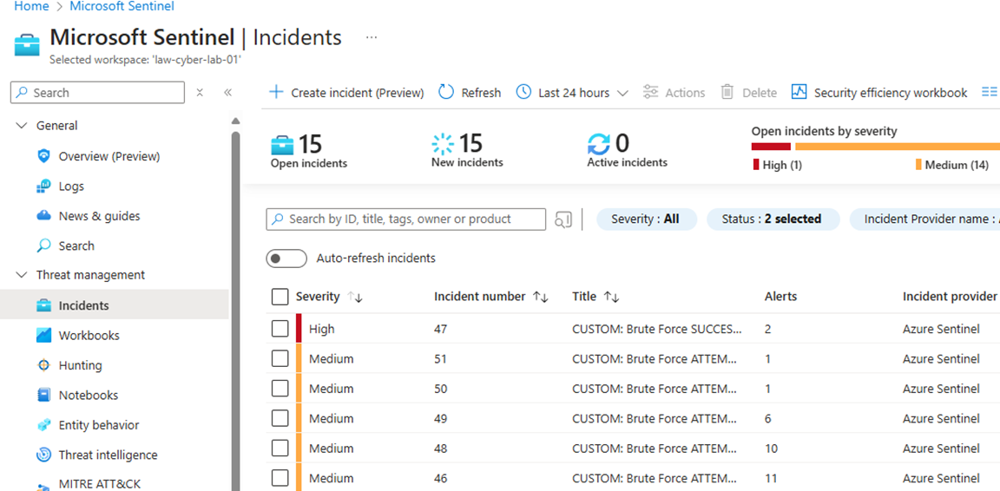 Home > Microsoft Sentinel
Microsoft Sentinel | Incidents ...
Selected workspace: 'law-cyber-lab-01'
Search
General
Overview (Preview)
Logs
News & guides
Search
Threat management
Incidents
Workbooks
Hunting
Notebooks
Entity behavior
Threat intelligence
MITRE ATT&CK
Create incident (Preview) Refresh Last 24 hours Actions Delete Security efficiency workbook
15
Open incidents
15
New incidents
0
Active incidents
Open incidents by severity
High (1) Medium (14)
Search by ID, title, tags, owner or product
Severity : All Status : 2 selected Incident Provider name :
Auto-refresh incidents
Severity Incident number Title Alerts Incident provider
High 47 CUSTOM: Brute Force SUCCES... 2 Azure Sentinel
Medium 51 CUSTOM: Brute Force ATTEM... 1 Azure Sentinel
Medium 50 CUSTOM: Brute Force ATTEM... 1 Azure Sentinel
Medium 49 CUSTOM: Brute Force ATTEM... 6 Azure Sentinel
Medium 48 CUSTOM: Brute Force ATTEM... 10 Azure Sentinel
Medium 46 CUSTOM: Brute Force ATTEM... 11 Azure Sentinel